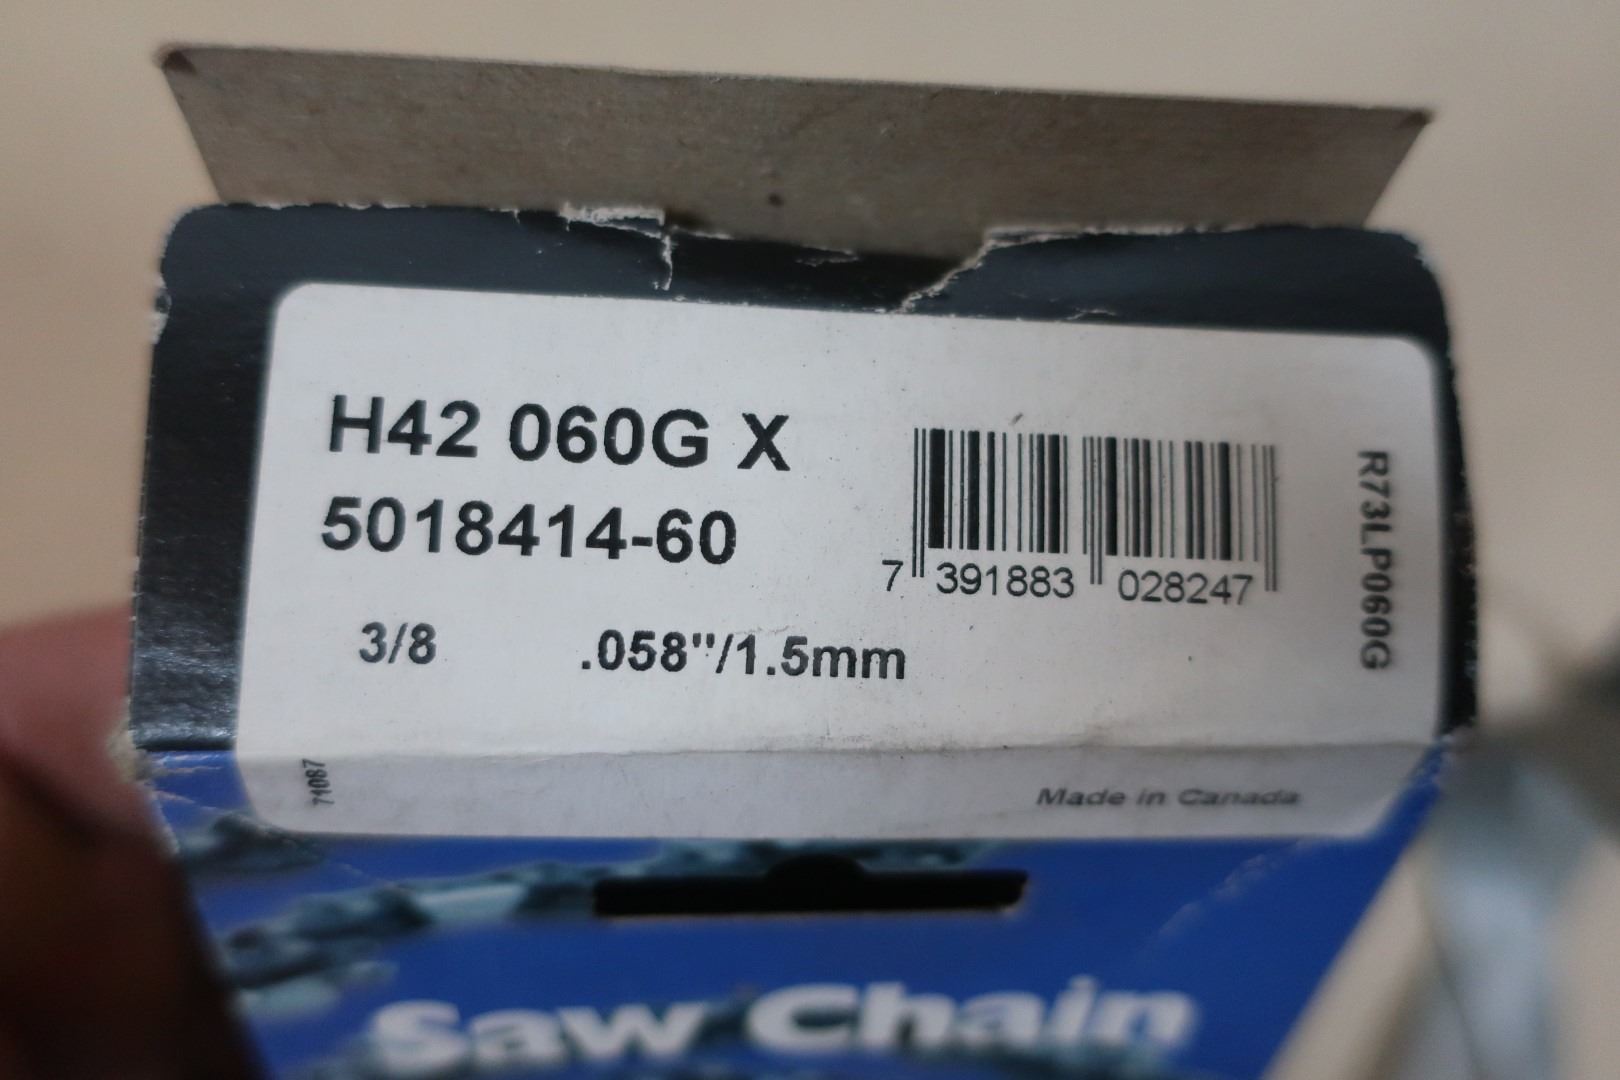 H42 060G X
5018414-60
3/8 .058"/1.5mm
7 391883 028247
R73LP060G
71087
Made in Canada
Saw Chain